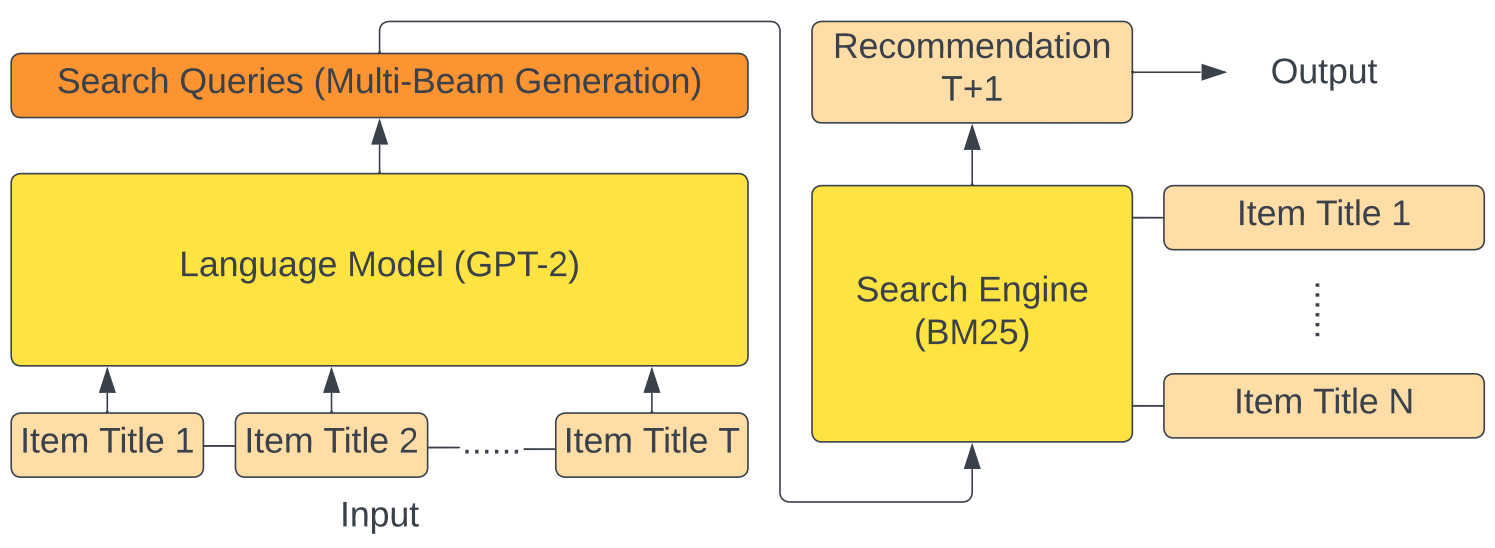 Search Queries (Multi-Beam Generation)
Language Model (GPT-2)
Item Title 1
Item Title 2
......
Item Title T
Input
Recommendation
T+1
Output
Search Engine
(BM25)
Item Title 1
......
Item Title N